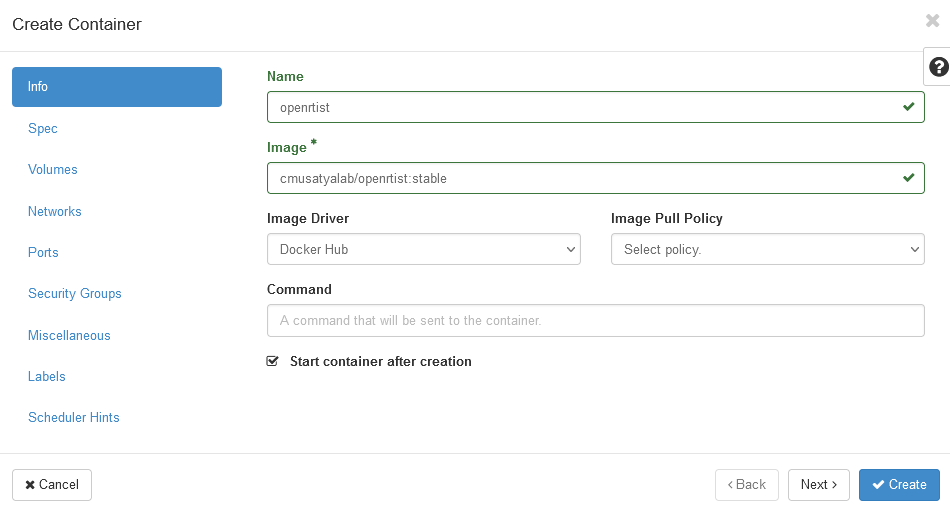 Create Container
Info
Spec
Volumes
Networks
Ports
Security Groups
Miscellaneous
Labels
Scheduler Hints
Name
openrtist
Image *
cmusatyalab/openrtist:stable
Image Driver
Docker Hub
Image Pull Policy
Select policy.
Command
A command that will be sent to the container.
Start container after creation
Cancel
Back
Next
Create